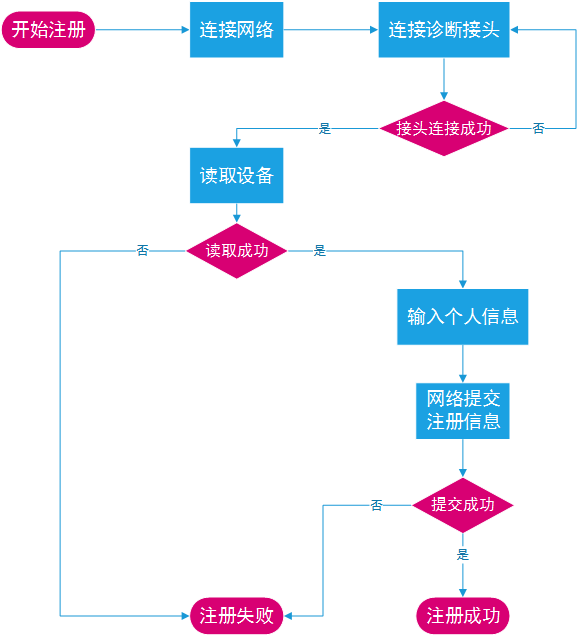 开始注册
连接网络
连接诊断接头
接头连接成功
是
否
读取设备
读取成功
否
是
输入个人信息
网络提交
注册信息
提交成功
否
是
注册失败
注册成功